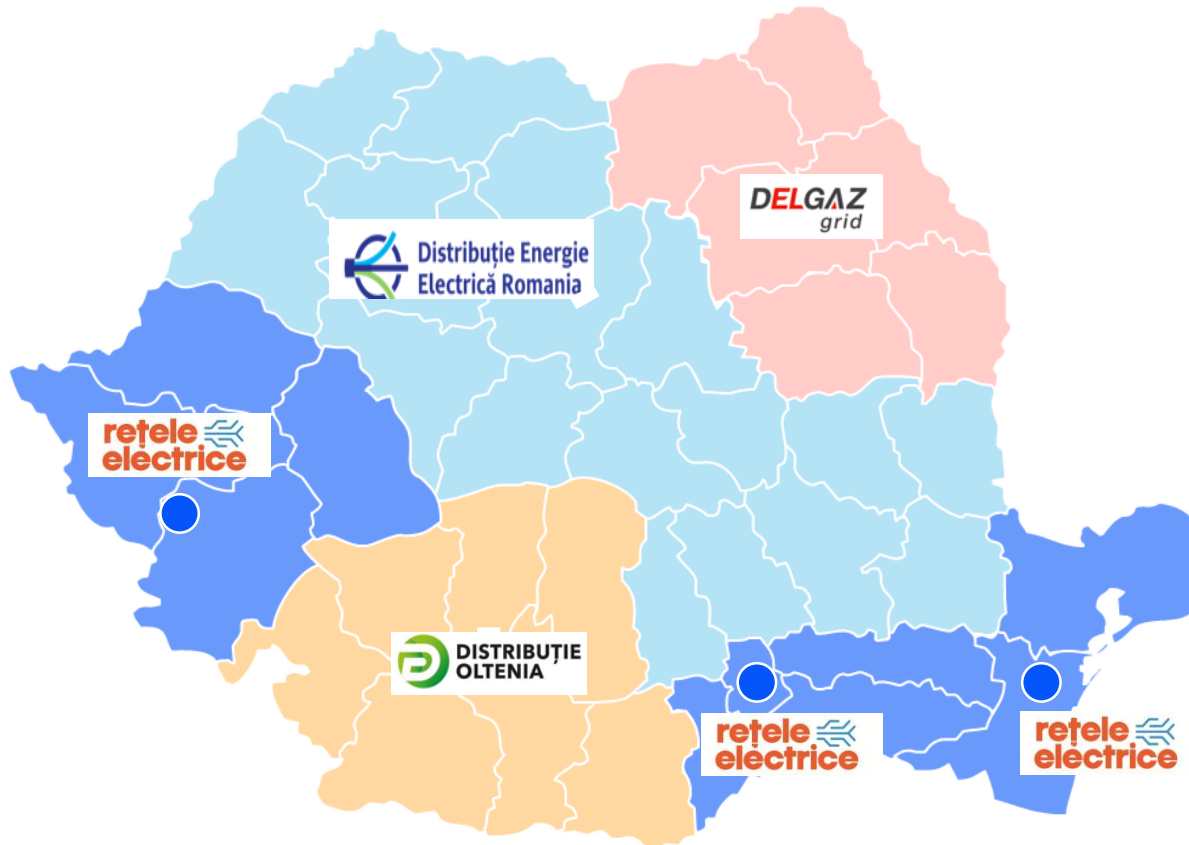 DELGAZ
grid
Distribuție Energie
Electrică Romania
rețele
electrice
DISTRIBUȚIE
OLTENIA
rețele
electrice
rețele
electrice